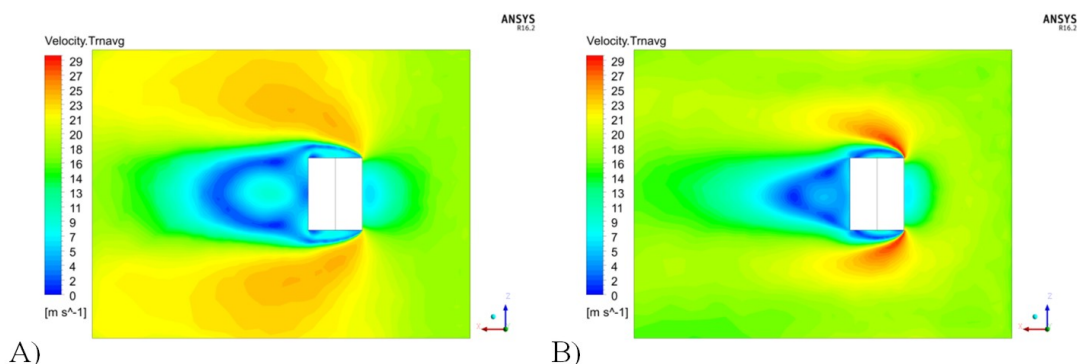 ANSYS
R16.2
Velocity.Trnavg
29
27
25
23
21
20
18
16
14
13
11
9
7
5
4
2
0
[m s^-1]
Z
X
A)
ANSYS
R16.2
Velocity.Trnavg
29
27
25
23
21
20
18
16
14
13
11
9
7
5
4
2
0
[m s^-1]
Z
X
B)